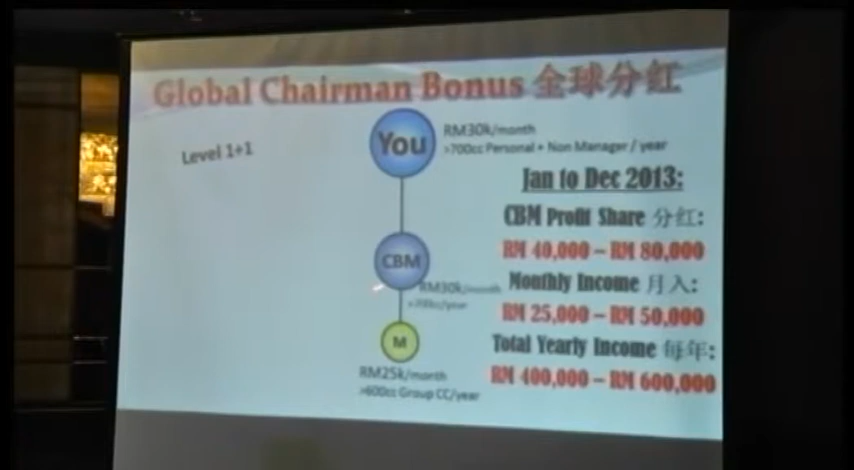 Global Chairman Bonus 全球分红
Level 1+1
You
RM30k/month
>700cc Personal + Non Manager / year
Jan to Dec 2013:
CBM Profit Share 分红:
RM 40,000 – RM 80,000
CBM
RM30k/month
Monthly Income 月入:
RM 25,000 – RM 50,000
M
Total Yearly Income 每年:
RM 400,000 – RM 600,000
RM25k/month
>600cc Group CC/year